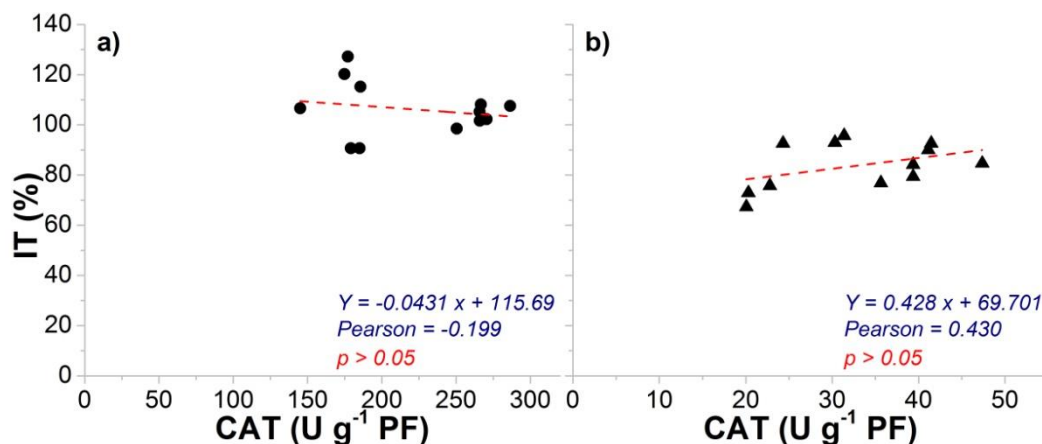 a)
IT (%)
140
120
100
80
60
40
20
0
Y = -0.0431 x + 115.69
Pearson = -0.199
p > 0.05
0 50 100 150 200 250 300
CAT (U g⁻¹ PF)
b)
Y = 0.428 x + 69.701
Pearson = 0.430
p > 0.05
0 10 20 30 40 50
CAT (U g⁻¹ PF)